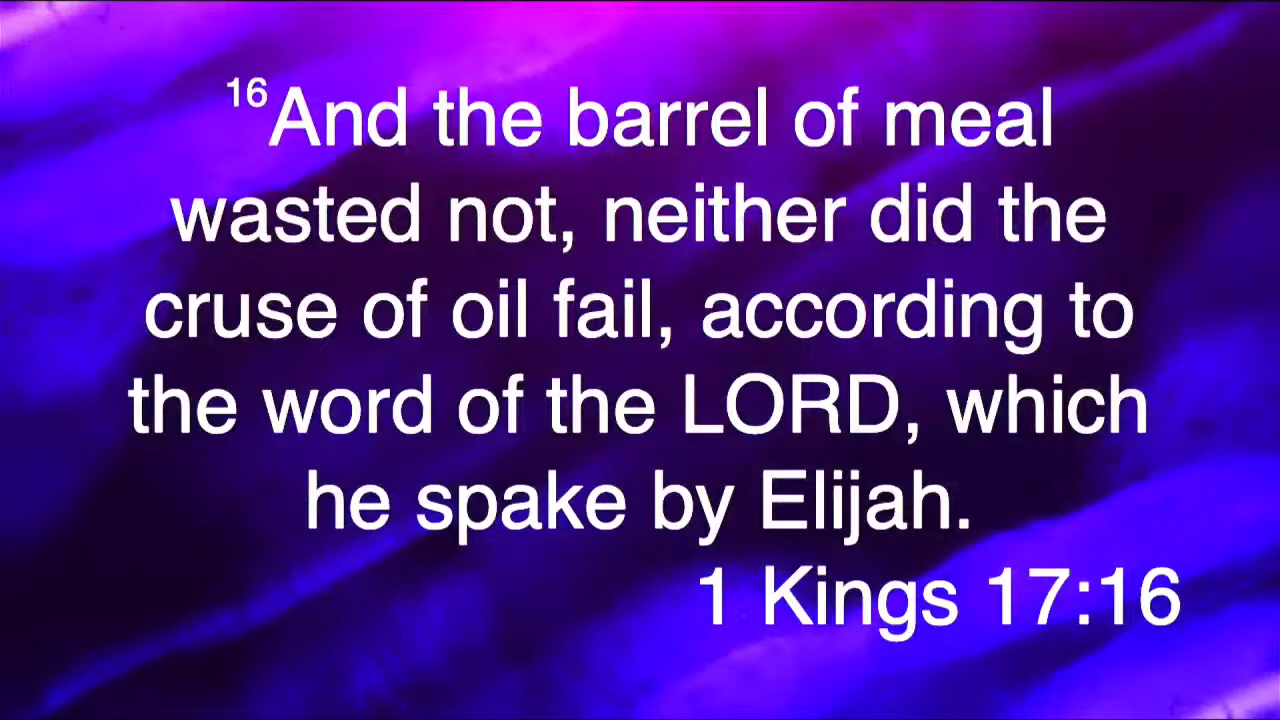 16And the barrel of meal
wasted not, neither did the
cruse of oil fail, according to
the word of the LORD, which
he spake by Elijah.
1 Kings 17:16